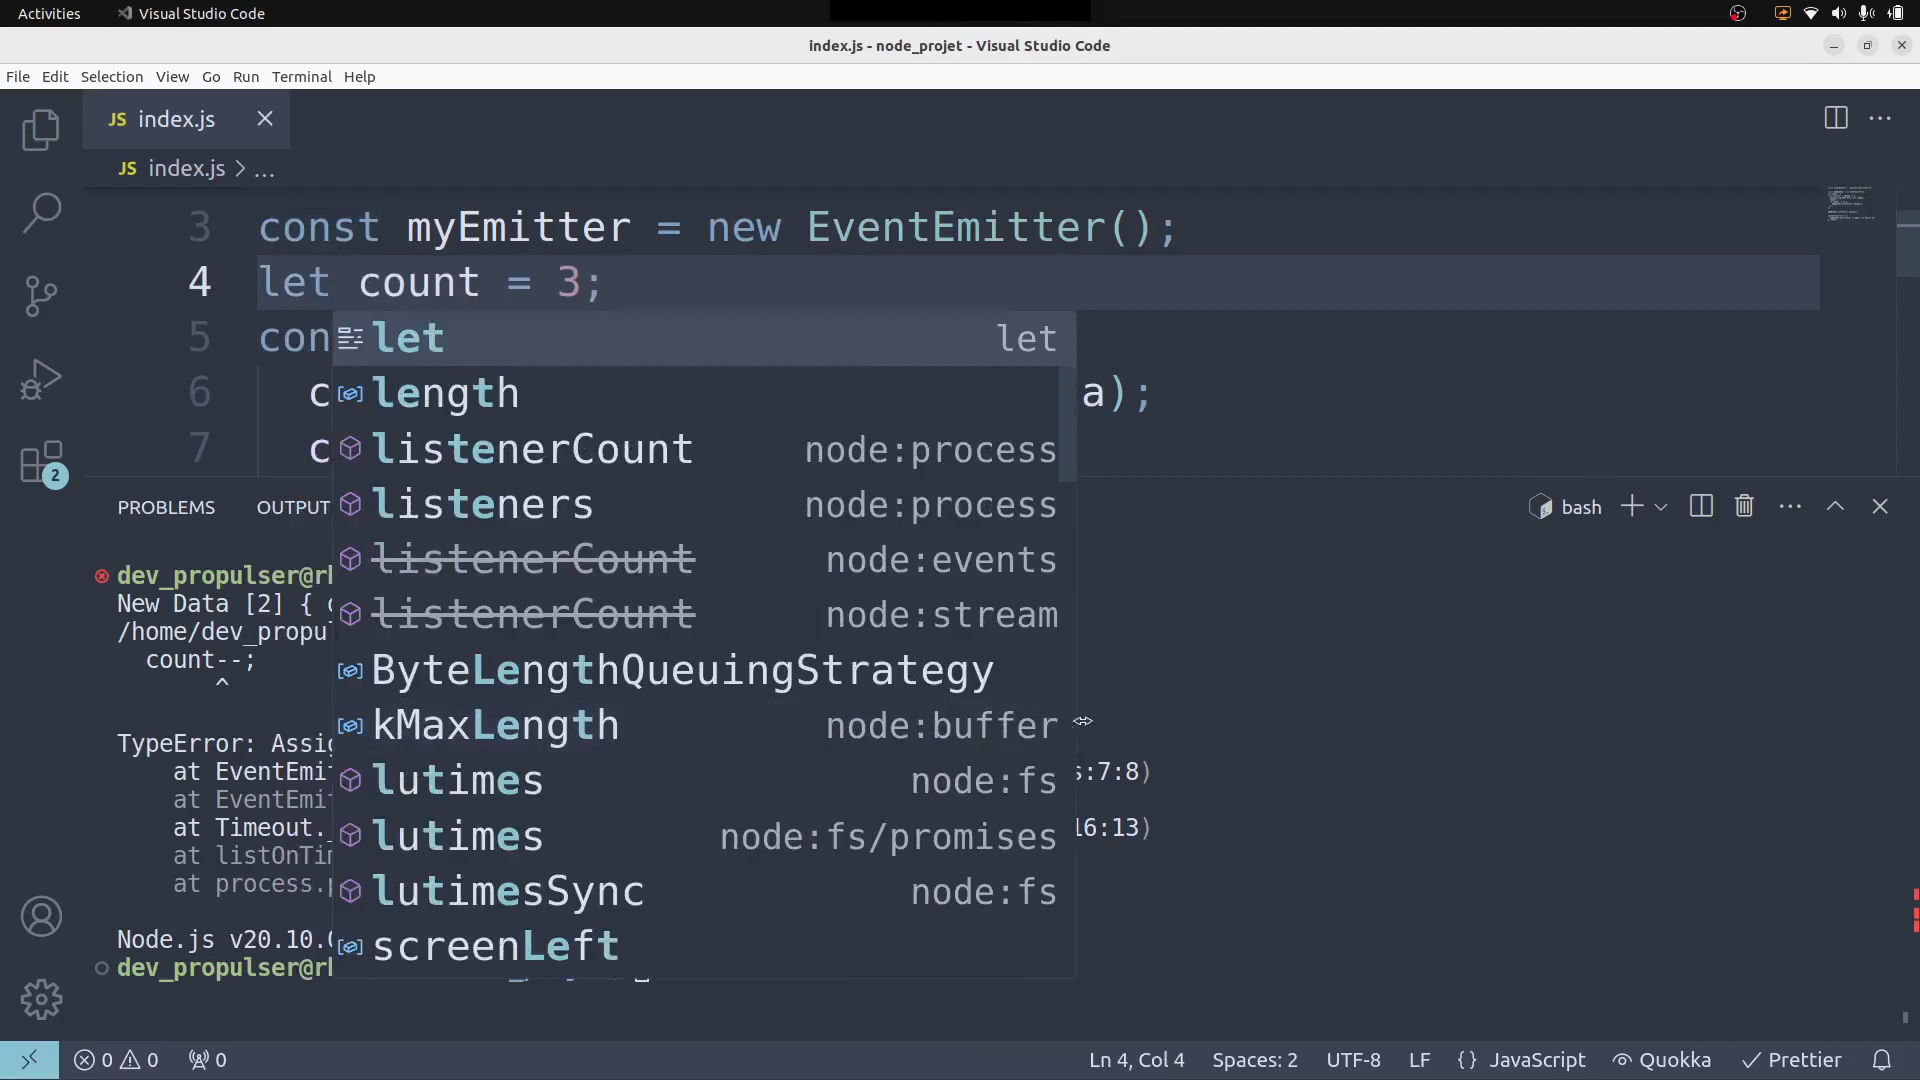 Activities
Visual Studio Code
index.js - node_projet - Visual Studio Code
File Edit Selection View Go Run Terminal Help
JS index.js
JS index.js > ...
3 const myEmitter = new EventEmitter();
4 let count = 3;
5 con
6 c a);
7 c
let let
length
listenerCount node:process
listeners node:process
listenerCount node:events
listenerCount node:stream
ByteLengthQueuingStrategy
kMaxLength node:buffer
lutimes node:fs
lutimes node:fs/promises
lutimesSync node:fs
screenLeft
2
PROBLEMS OUTPUT
bash
dev_propulser@r
New Data [2] {
/home/dev_propu
count--;
^
TypeError: Assi
at EventEmi :7:8)
at EventEmi
at Timeout._ 16:13)
at listOnTi
at process.
Node.js v20.10.
dev_propulser@r
0 0 0
Ln 4, Col 4 Spaces: 2 UTF-8 LF {} JavaScript Quokka Prettier